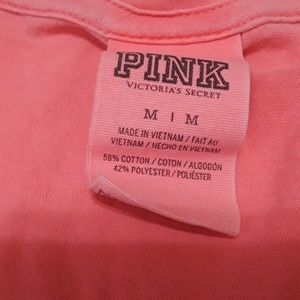 PINK
VICTORIA'S SECRET
M | M
MADE IN VIETNAM / FAIT AU
VIETNAM / HECHO EN VIETNAM
58% COTTON / COTON / ALGODÓN
42% POLYESTER / POLIÉSTER